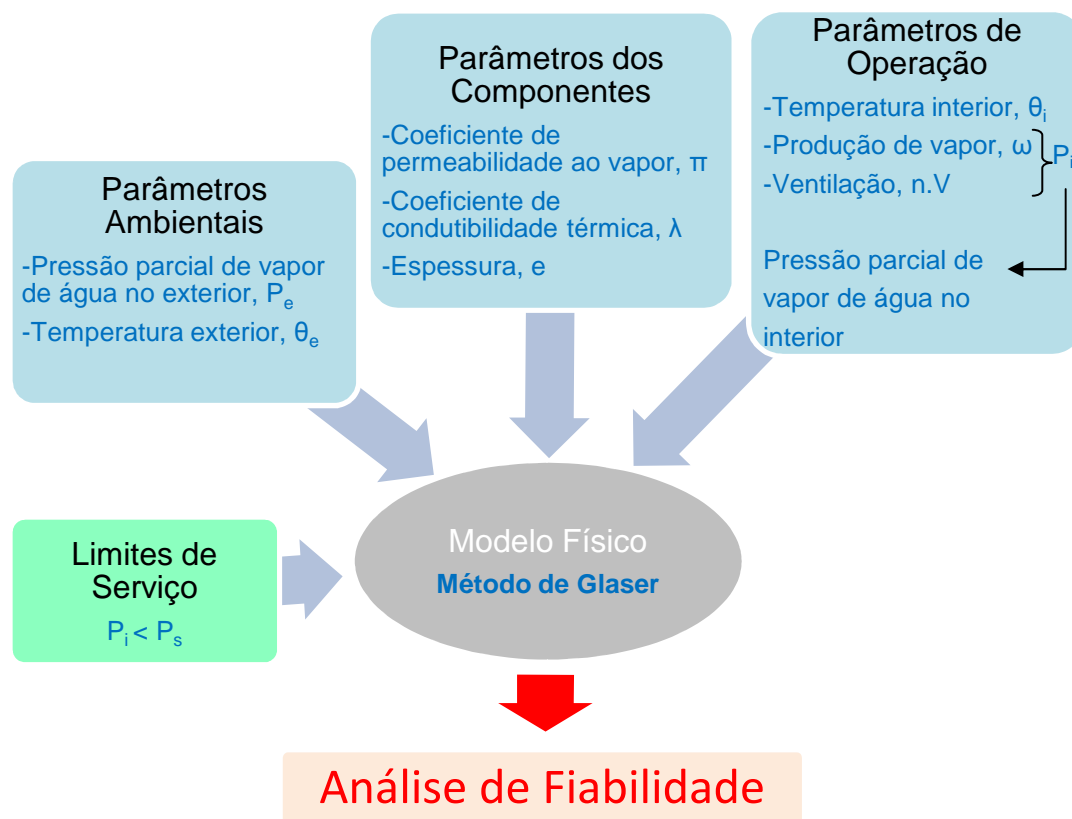 Parâmetros Ambientais
-Pressão parcial de vapor
de água no exterior, Pe
-Temperatura exterior, θe
Parâmetros dos
Componentes
-Coeficiente de
permeabilidade ao vapor, π
-Coeficiente de
condutibilidade térmica, λ
-Espessura, e
Parâmetros de
Operação
-Temperatura interior, θi
-Produção de vapor, ω
-Ventilação, n.V
Pi
Pressão parcial de
vapor de água no
interior
Limites de
Serviço
Pi < Ps
Modelo Físico
Método de Glaser
Análise de Fiabilidade